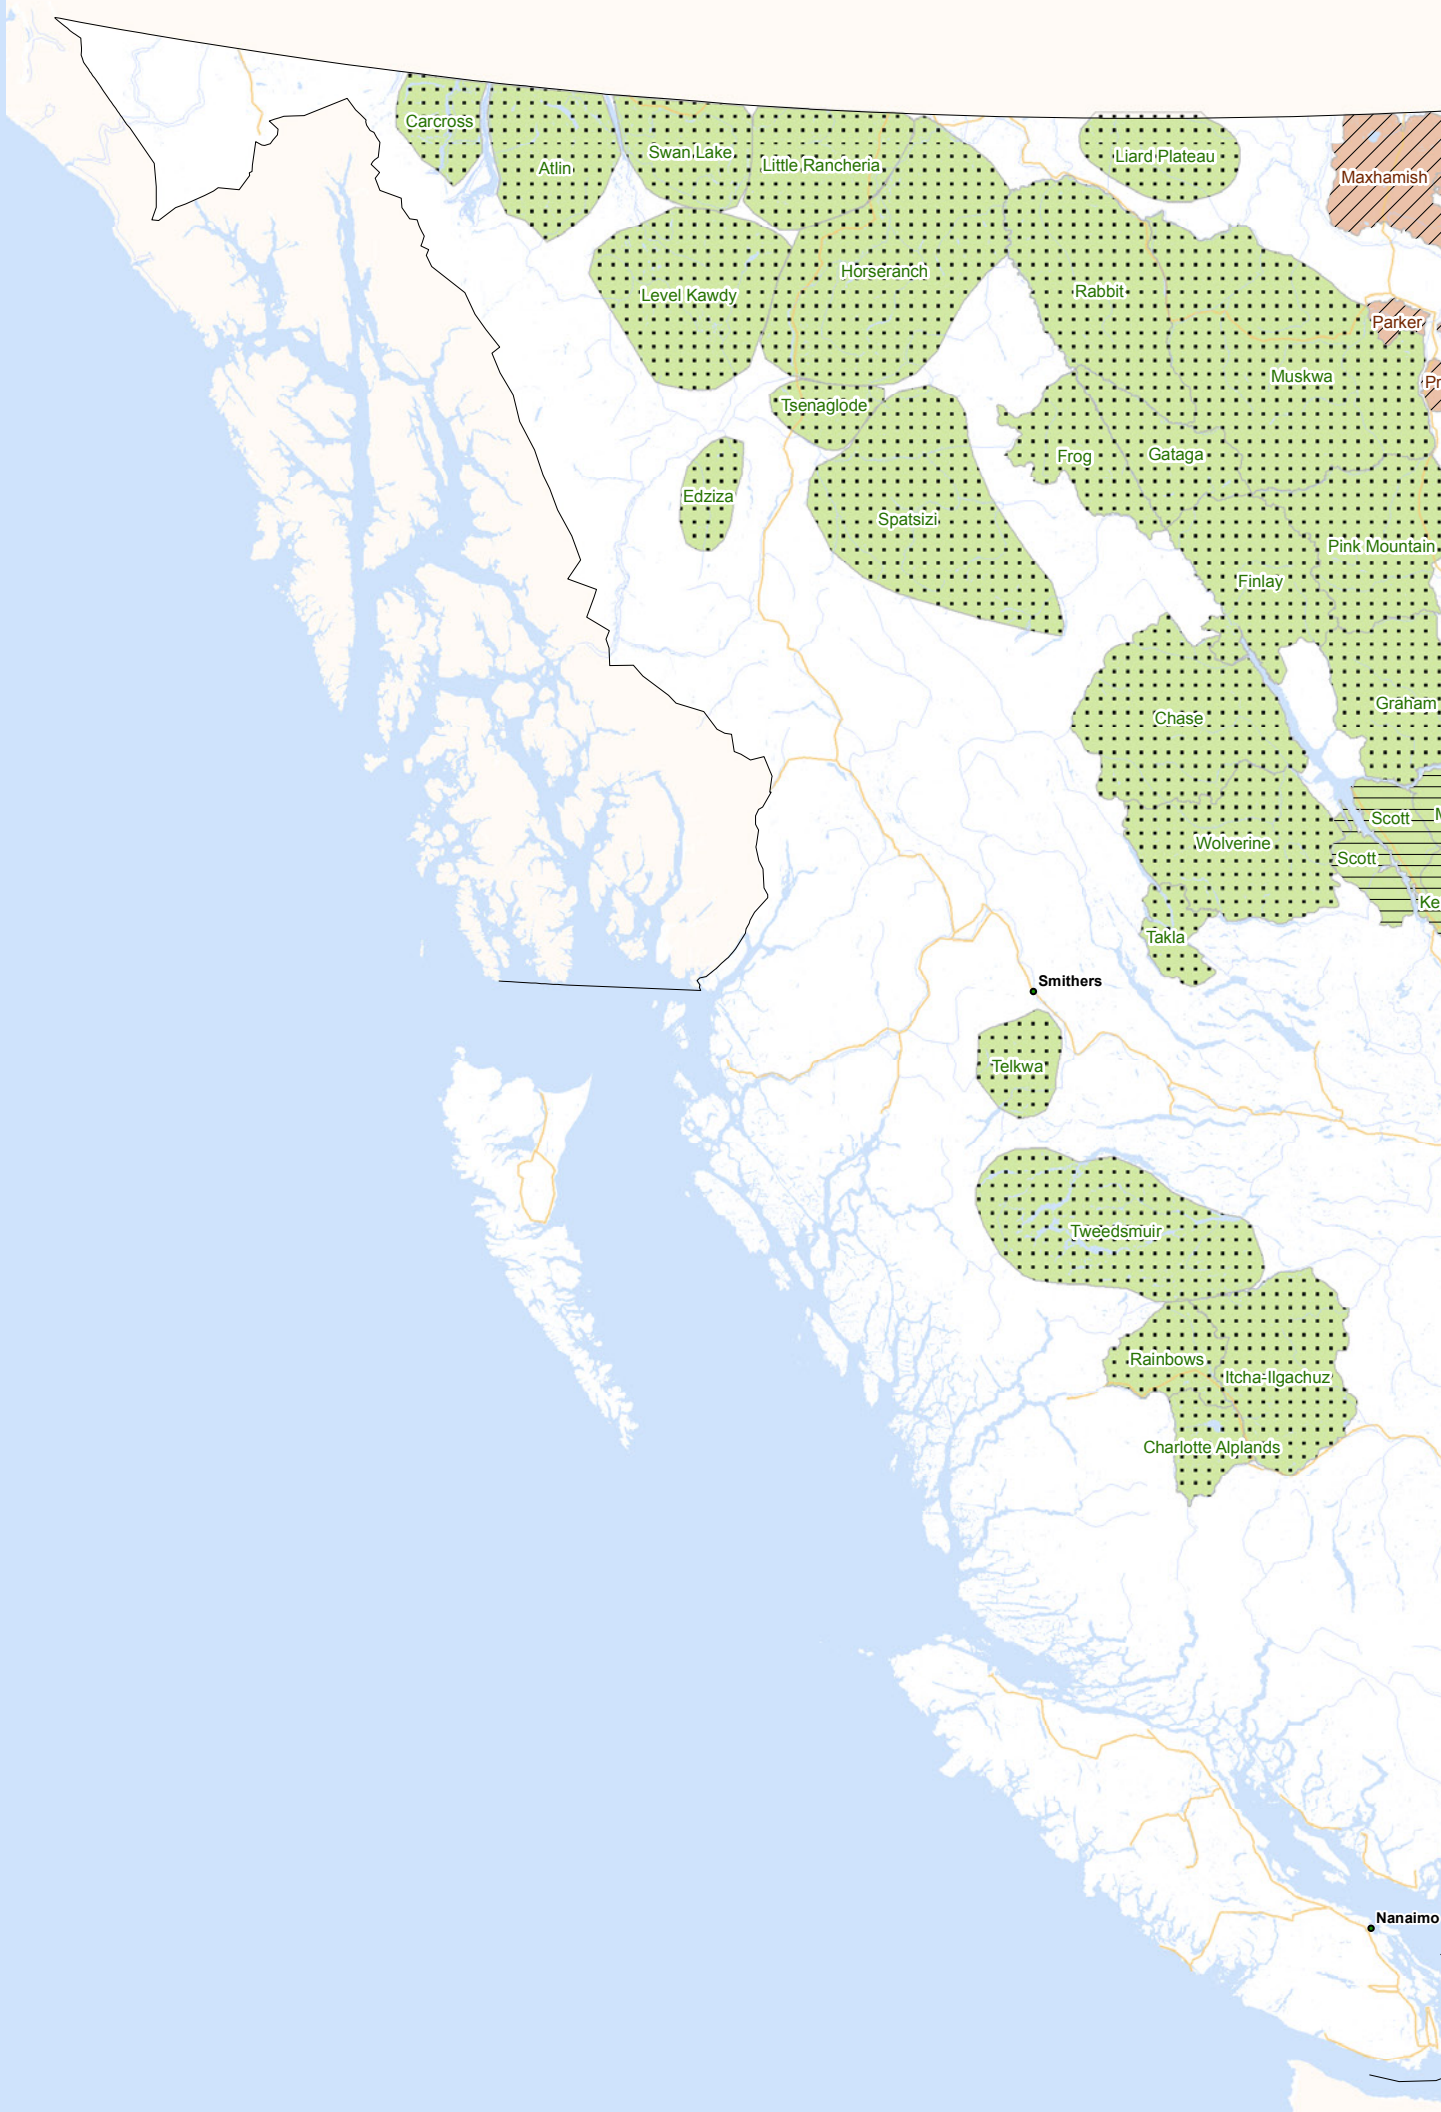 Carcross
Atlin
Swan Lake
Little Rancheria
Liard Plateau
Maxhamish
Level Kawdy
Horseranch
Rabbit
Parker
Muskwa
Tsenaglode
Edziza
Spatsizi
Frog
Gataga
Pink Mountain
Finlay
Chase
Graham
Scott
Wolverine
Scott
Takla
Smithers
Telkwa
Tweedsmuir
Rainbows
Itcha-Ilgachuz
Charlotte Alplands
Nanaimo